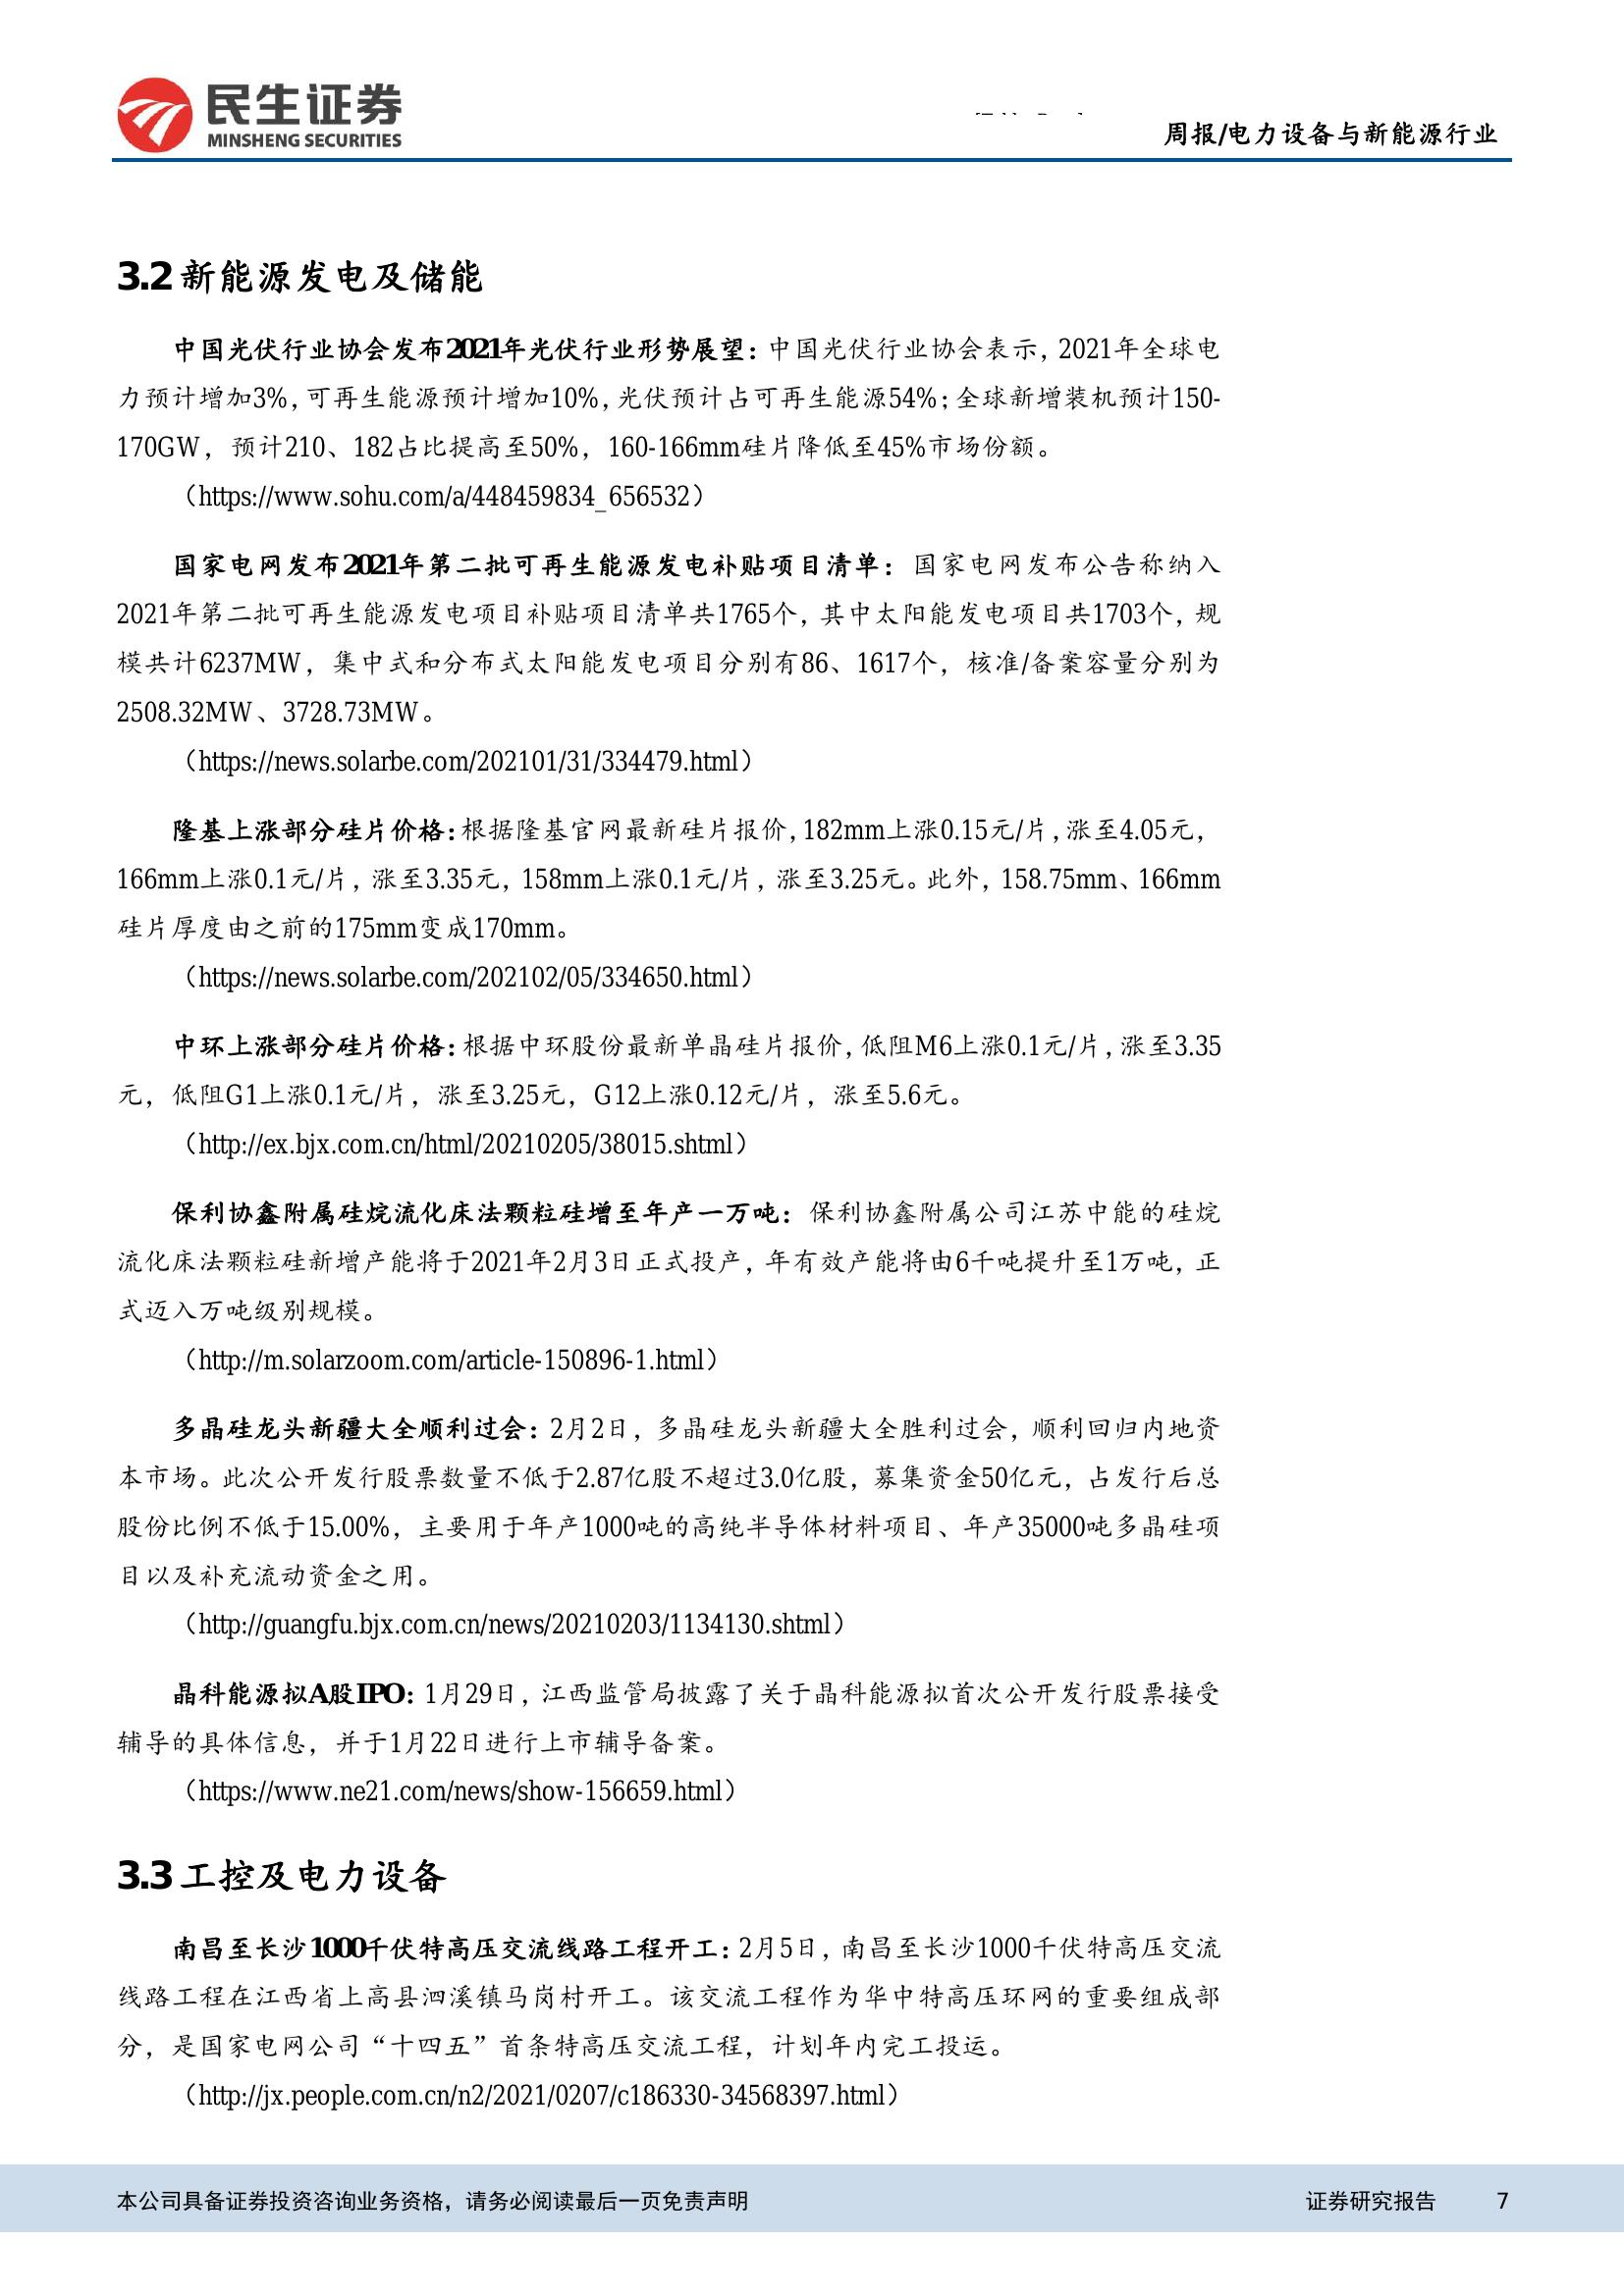 民生证券
MINSHENG SECURITIES
周报/电力设备与新能源行业
3.2 新能源发电及储能
中国光伏行业协会发布2021年光伏行业形势展望：中国光伏行业协会表示，2021年全球电
力预计增加3%，可再生能源预计增加10%，光伏预计占可再生能源54%；全球新增装机预计150-
170GW，预计210、182占比提高至50%，160-166mm硅片降低至45%市场份额。
（https://www.sohu.com/a/448459834_656532）
国家电网发布2021年第二批可再生能源发电补贴项目清单：国家电网发布公告称纳入
2021年第二批可再生能源发电项目补贴项目清单共1765个，其中太阳能发电项目共1703个，规
模共计6237MW，集中式和分布式太阳能发电项目分别有86、1617个，核准/备案容量分别为
2508.32MW、3728.73MW。
（https://news.solarbe.com/202101/31/334479.html）
隆基上涨部分硅片价格：根据隆基官网最新硅片报价，182mm上涨0.15元/片，涨至4.05元，
166mm上涨0.1元/片，涨至3.35元，158mm上涨0.1元/片，涨至3.25元。此外，158.75mm、166mm
硅片厚度由之前的175mm变成170mm。
（https://news.solarbe.com/202102/05/334650.html）
中环上涨部分硅片价格：根据中环股份最新单晶硅片报价，低阻M6上涨0.1元/片，涨至3.35
元，低阻G1上涨0.1元/片，涨至3.25元，G12上涨0.12元/片，涨至5.6元。
（http://ex.bjx.com.cn/html/20210205/38015.shtml）
保利协鑫附属硅烷流化床法颗粒硅增至年产一万吨：保利协鑫附属公司江苏中能的硅烷
流化床法颗粒硅新增产能将于2021年2月3日正式投产，年有效产能将由6千吨提升至1万吨，正
式迈入万吨级别规模。
（http://m.solarzoom.com/article-150896-1.html）
多晶硅龙头新疆大全顺利过会：2月2日，多晶硅龙头新疆大全胜利过会，顺利回归内地资
本市场。此次公开发行股票数量不低于2.87亿股不超过3.0亿股，募集资金50亿元，占发行后总
股份比例不低于15.00%，主要用于年产1000吨的高纯半导体材料项目、年产35000吨多晶硅项
目以及补充流动资金之用。
（http://guangfu.bjx.com.cn/news/20210203/1134130.shtml）
晶科能源拟A股IPO：1月29日，江西监管局披露了关于晶科能源拟首次公开发行股票接受
辅导的具体信息，并于1月22日进行上市辅导备案。
（https://www.ne21.com/news/show-156659.html）
3.3 工控及电力设备
南昌至长沙1000千伏特高压交流线路工程开工：2月5日，南昌至长沙1000千伏特高压交流
线路工程在江西省上高县泗溪镇马岗村开工。该交流工程作为华中特高压环网的重要组成部
分，是国家电网公司“十四五”首条特高压交流工程，计划年内完工投运。
（http://jx.people.com.cn/n2/2021/0207/c186330-34568397.html）
本公司具备证券投资咨询业务资格，请务必阅读最后一页免责声明
证券研究报告 7